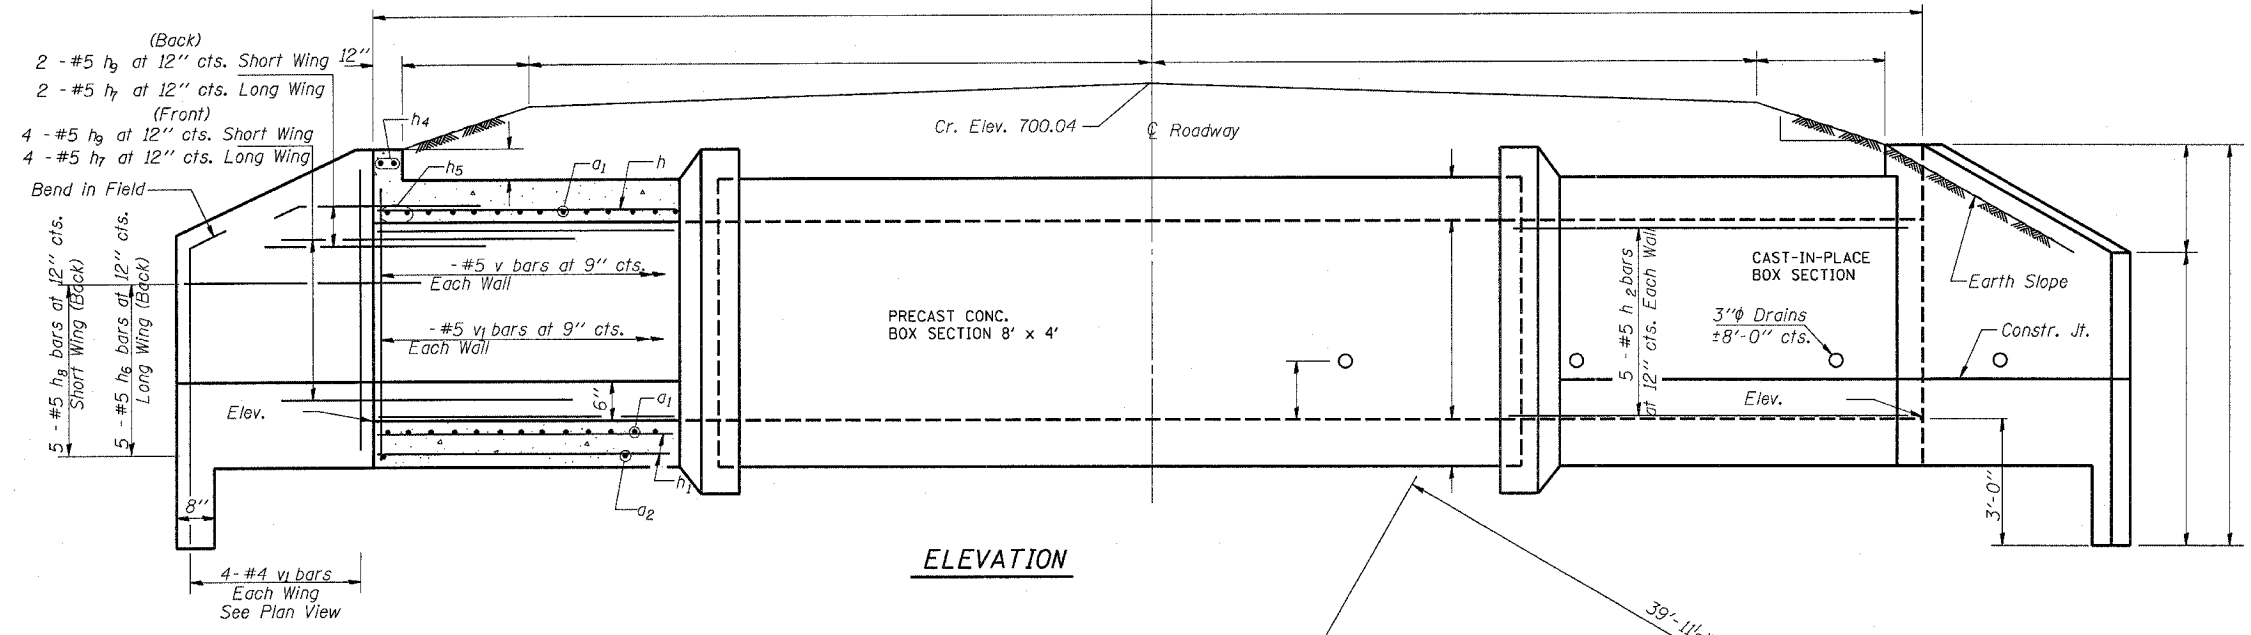 (Back)
2 - #5 h9 at 12" cts. Short Wing
2 - #5 h7 at 12" cts. Long Wing
(Front)
4 - #5 h9 at 12" cts. Short Wing
4 - #5 h7 at 12" cts. Long Wing
Bend in Field
12"
h4
h5
a1
h
Cr. Elev. 700.04
℄ Roadway
5 - #5 h8 bars at 12" cts.
Short Wing (Back)
5 - #5 h6 bars at 12" cts.
Long Wing (Back)
- #5 v bars at 9" cts.
Each Wall
- #5 v1 bars at 9" cts.
Each Wall
PRECAST CONC.
BOX SECTION 8' x 4'
5 - #5 h2 bars
at 12" cts. Each Wall
CAST-IN-PLACE
BOX SECTION
3"ϕ Drains
±8'-0" cts.
Earth Slope
Constr. Jt.
Elev.
6"
a1
Elev.
h1
a2
8"
3'-0"
4 - #4 v1 bars
Each Wing
See Plan View
ELEVATION